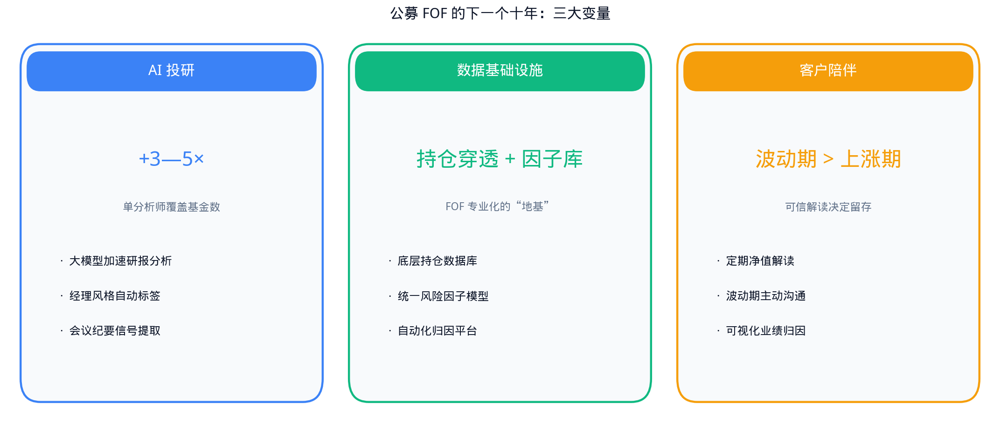 公募 FOF 的下一个十年：三大变量
AI 投研
+3—5×
单分析师覆盖基金数
· 大模型加速研报分析
· 经理风格自动标签
· 会议纪要信号提取
数据基础设施
持仓穿透 + 因子库
FOF 专业化的“地基”
· 底层持仓数据库
· 统一风险因子模型
· 自动化归因平台
客户陪伴
波动期 > 上涨期
可信解读决定留存
· 定期净值解读
· 波动期主动沟通
· 可视化业绩归因